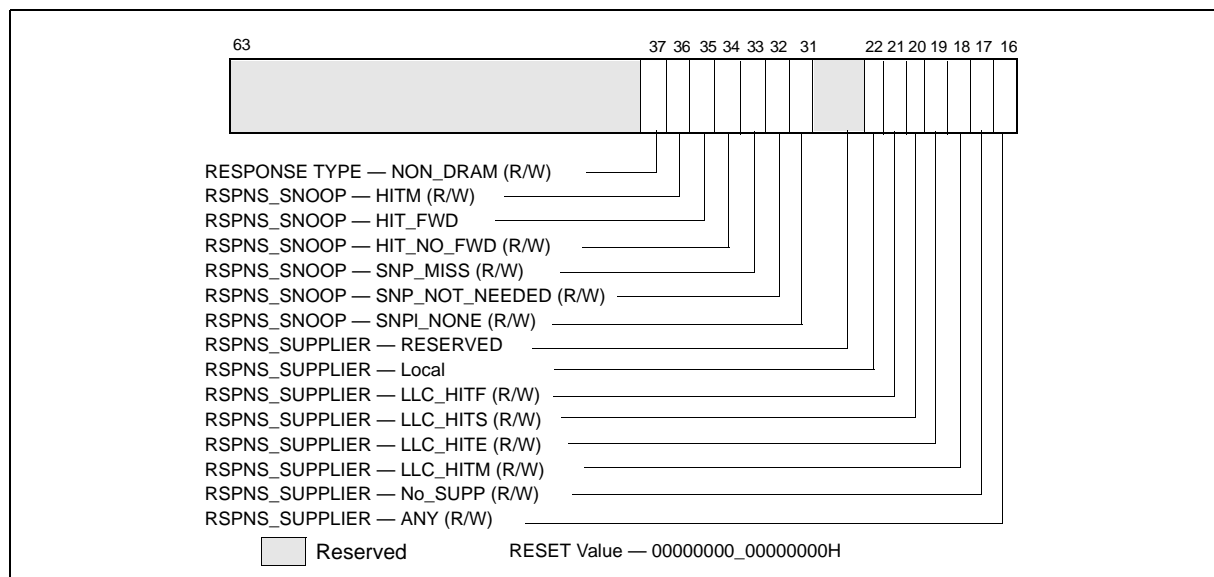 63 37 36 35 34 33 32 31 22 21 20 19 18 17 16
RESPONSE TYPE — NON_DRAM (R/W)
RSPNS_SNOOP — HITM (R/W)
RSPNS_SNOOP — HIT_FWD
RSPNS_SNOOP — HIT_NO_FWD (R/W)
RSPNS_SNOOP — SNP_MISS (R/W)
RSPNS_SNOOP — SNP_NOT_NEEDED (R/W)
RSPNS_SNOOP — SNPl_NONE (R/W)
RSPNS_SUPPLIER — RESERVED
RSPNS_SUPPLIER — Local
RSPNS_SUPPLIER — LLC_HITF (R/W)
RSPNS_SUPPLIER — LLC_HITS (R/W)
RSPNS_SUPPLIER — LLC_HITE (R/W)
RSPNS_SUPPLIER — LLC_HITM (R/W)
RSPNS_SUPPLIER — No_SUPP (R/W)
RSPNS_SUPPLIER — ANY (R/W)
Reserved RESET Value — 00000000_00000000H